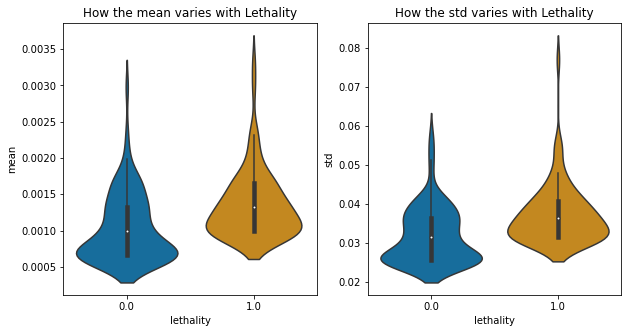 How the mean varies with Lethality
mean
0.0035
0.0030
0.0025
0.0020
0.0015
0.0010
0.0005
0.0 1.0
lethality
How the std varies with Lethality
std
0.08
0.07
0.06
0.05
0.04
0.03
0.02
0.0 1.0
lethality